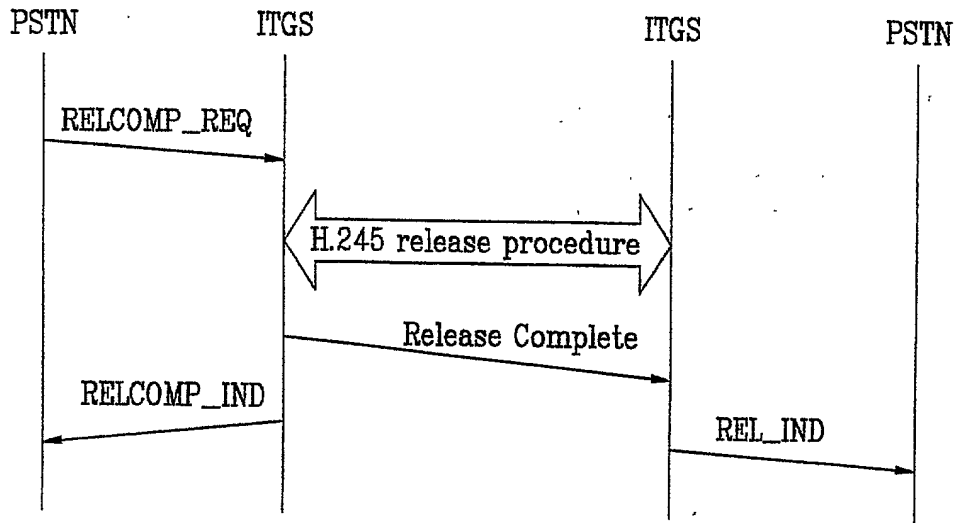 PSTN
ITGS
ITGS
PSTN
RELCOMP_REQ
H.245 release procedure
Release Complete
RELCOMP_IND
REL_IND